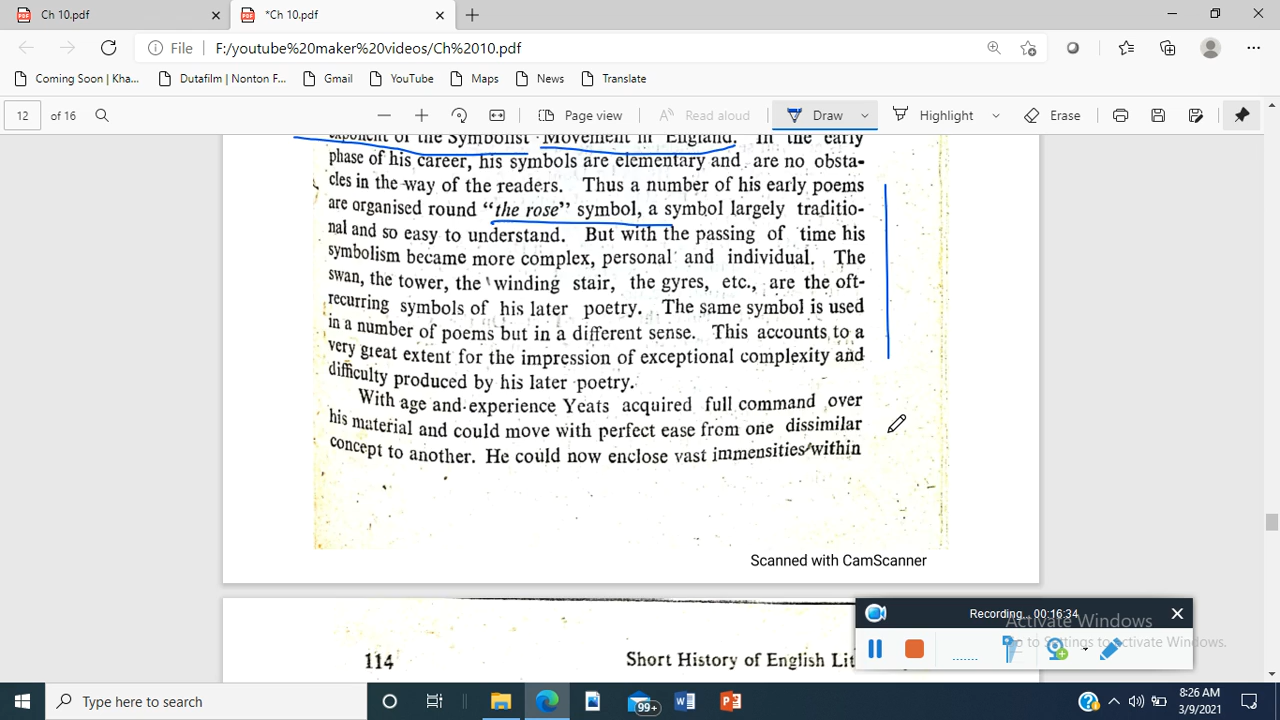 Ch 10.pdf
*Ch 10.pdf
File
F:/youtube%20maker%20videos/Ch%2010.pdf
Coming Soon | Kha...
Dutafilm | Nonton F...
Gmail
YouTube
Maps
News
Translate
12 of 16
Page view
Read aloud
Draw
Highlight
Erase
exponent of the Symbolist Movement in England. In the early
phase of his career, his symbols are elementary and are no obsta-
cles in the way of the readers. Thus a number of his early poems
are organised round “the rose” symbol, a symbol largely traditio-
nal and so easy to understand. But with the passing of time his
symbolism became more complex, personal and individual. The
swan, the tower, the winding stair, the gyres, etc., are the oft-
recurring symbols of his later poetry. The same symbol is used
in a number of poems but in a different sense. This accounts to a
very great extent for the impression of exceptional complexity and
difficulty produced by his later poetry.
With age and experience Yeats acquired full command over
his material and could move with perfect ease from one dissimilar
concept to another. He could now enclose vast immensities within
Scanned with CamScanner
114
Short History of English Lit
Recording... 00:16:34
Activate Windows
Go to Settings to activate Windows.
Type here to search
99+
8:26 AM
3/9/2021